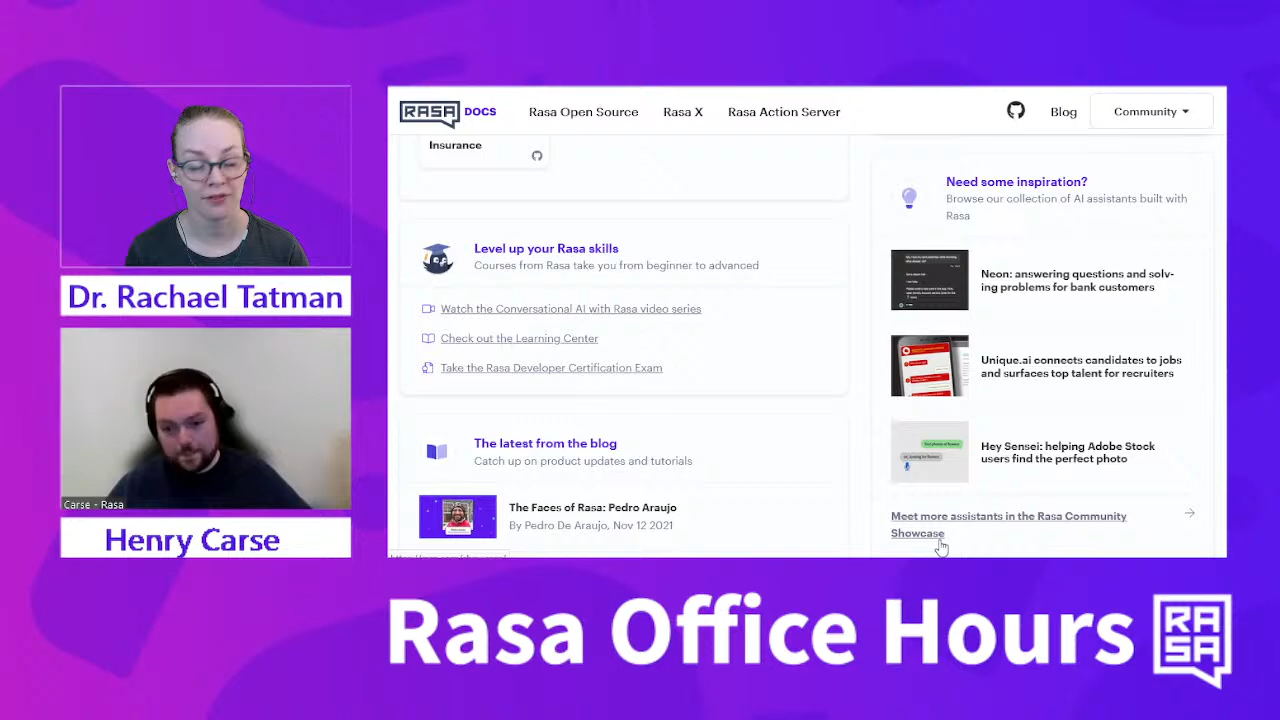 Dr. Rachael Tatman
Carse - Rasa
Henry Carse
RASA DOCS
Rasa Open Source
Rasa X
Rasa Action Server
Blog
Community
Insurance
Level up your Rasa skills
Courses from Rasa take you from beginner to advanced
Watch the Conversational AI with Rasa video series
Check out the Learning Center
Take the Rasa Developer Certification Exam
The latest from the blog
Catch up on product updates and tutorials
The Faces of Rasa: Pedro Araujo
By Pedro De Araujo, Nov 12 2021
Need some inspiration?
Browse our collection of AI assistants built with
Rasa
Neon: answering questions and solv-
ing problems for bank customers
Unique.ai connects candidates to jobs
and surfaces top talent for recruiters
Hey Sensei: helping Adobe Stock
users find the perfect photo
Meet more assistants in the Rasa Community
Showcase
Rasa Office Hours
RA
SA